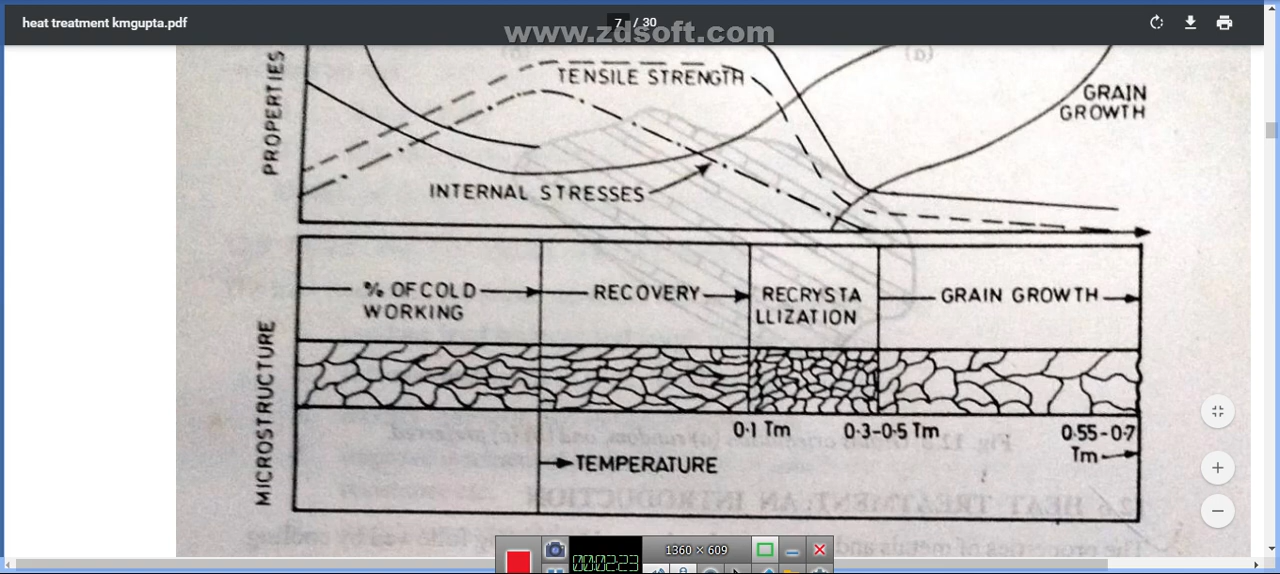 heat treatment kmgupta.pdf
7 / 30
www.zdsoft.com
PROPERTIES
TENSILE STRENGTH
GRAIN
GROWTH
INTERNAL STRESSES
% OF COLD
WORKING
RECOVERY
RECRYSTA
LLIZATION
GRAIN GROWTH
MICROSTRUCTURE
0.1 Tm
0.3-0.5 Tm
0.55-0.7
Tm
TEMPERATURE
00:02:23
1360 × 609